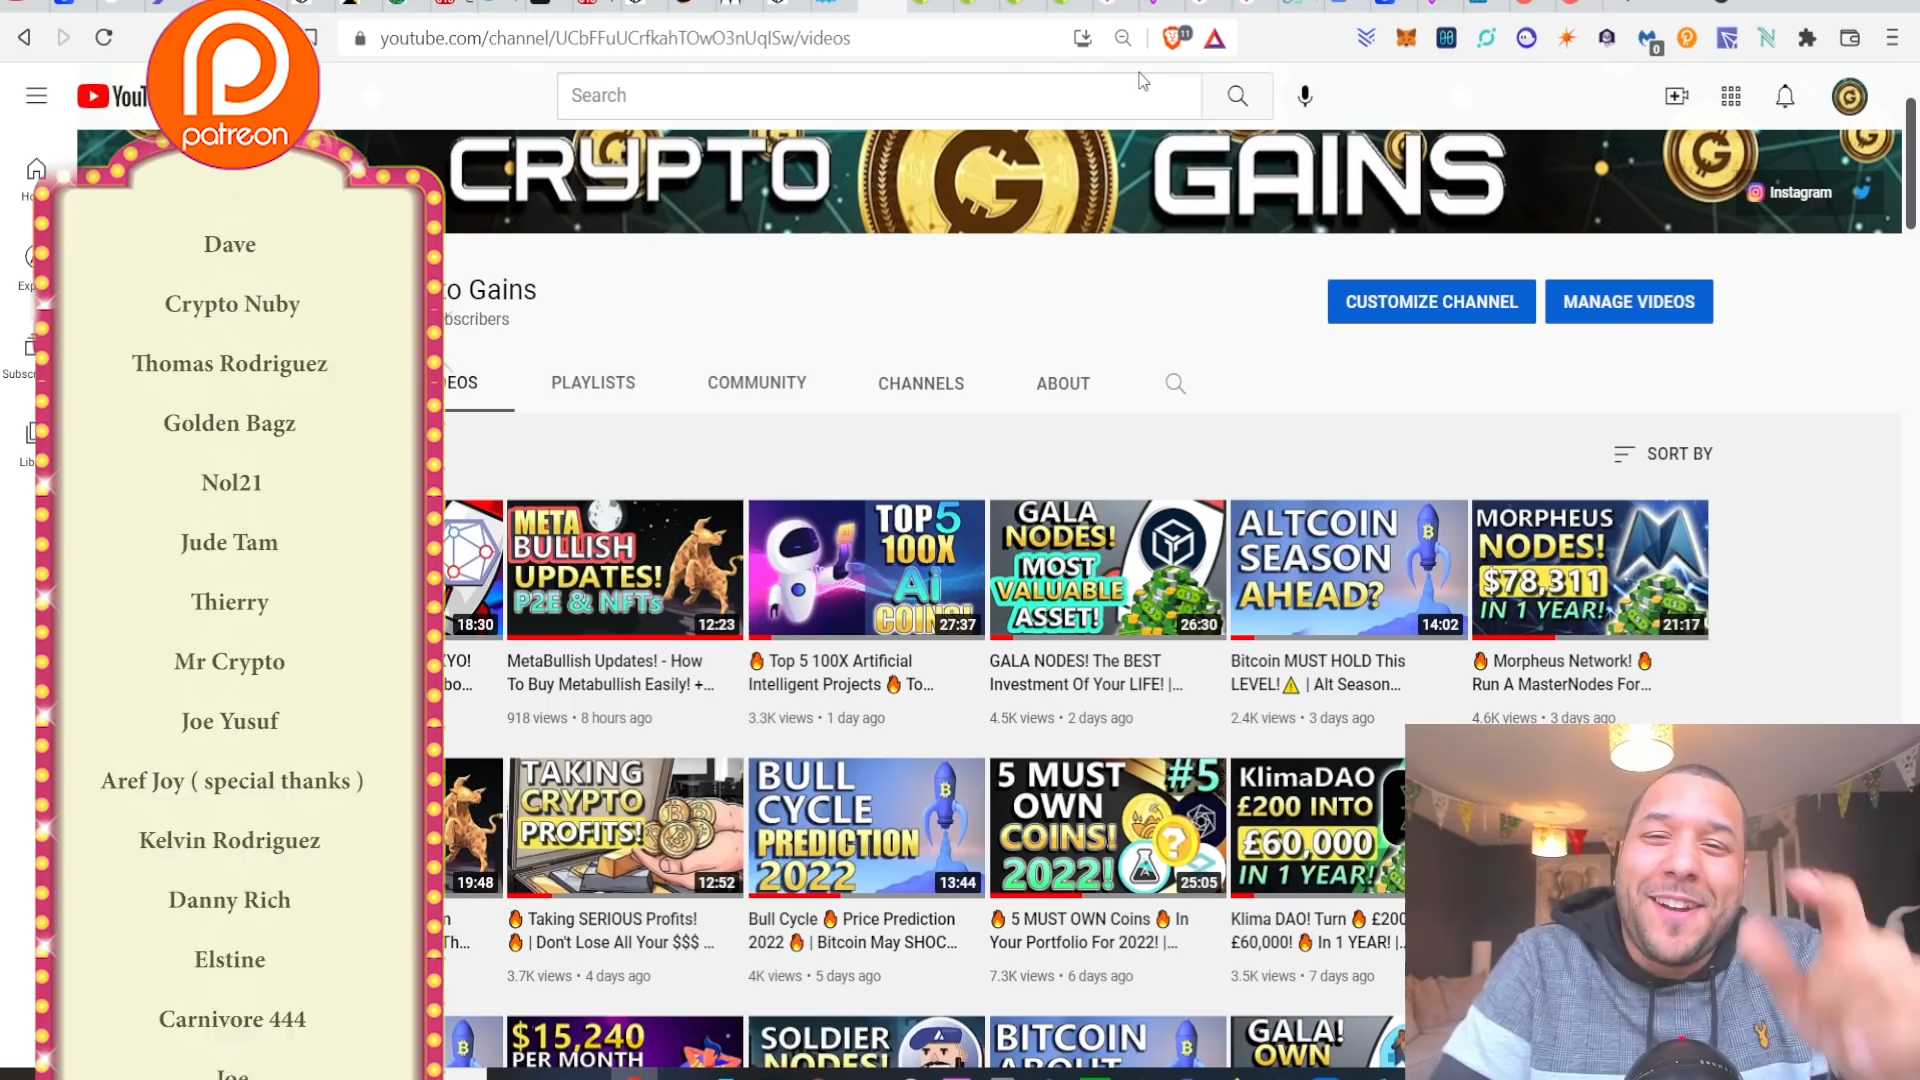 youtube.com/channel/UCbFFuUCrfkahTOwO3nUqISw/videos
11
0
patreon
Search
CRYPTO GAINS
Instagram
Dave
Crypto Nuby
Thomas Rodriguez
Golden Bagz
Nol21
Jude Tam
Thierry
Mr Crypto
Joe Yusuf
Aref Joy ( special thanks )
Kelvin Rodriguez
Danny Rich
Elstine
Carnivore 444
Joe
o Gains
bscribers
CUSTOMIZE CHANNEL
MANAGE VIDEOS
EOS
PLAYLISTS
COMMUNITY
CHANNELS
ABOUT
SORT BY
18:30
META
BULLISH
UPDATES!
P2E & NFTs
12:23
TOP 5
100X
Ai
COINS!
27:37
GALA
NODES!
MOST
VALUABLE
ASSET!
26:30
ALTCOIN
SEASON
AHEAD?
14:02
MORPHEUS
NODES!
$78,311
IN 1 YEAR!
21:17
YO!
bo...
MetaBullish Updates! - How
To Buy Metabullish Easily! +...
918 views • 8 hours ago
🔥 Top 5 100X Artificial
Intelligent Projects 🔥 To...
3.3K views • 1 day ago
GALA NODES! The BEST
Investment Of Your LIFE! |...
4.5K views • 2 days ago
Bitcoin MUST HOLD This
LEVEL!⚠️ | Alt Season...
2.4K views • 3 days ago
🔥 Morpheus Network! 🔥
Run A MasterNodes For...
4.6K views • 3 days ago
19:48
TAKING
CRYPTO
PROFITS!
12:52
BULL
CYCLE
PREDICTION
2022
13:44
5 MUST #5
OWN
COINS!
2022!
25:05
KlimaDAO
£200 INTO
£60,000
IN 1 YEAR!
n
Th...
🔥 Taking SERIOUS Profits!
🔥 | Don't Lose All Your $$$ ...
3.7K views • 4 days ago
Bull Cycle 🔥 Price Prediction
2022 🔥 | Bitcoin May SHOC...
4K views • 5 days ago
🔥 5 MUST OWN Coins 🔥 In
Your Portfolio For 2022! |...
7.3K views • 6 days ago
Klima DAO! Turn 🔥 £200
£60,000! 🔥 In 1 YEAR! |...
3.5K views • 7 days ago
$15,240
PER MONTH
SOLDIER
NODES!
BITCOIN
ABOUT
GALA!
OWN